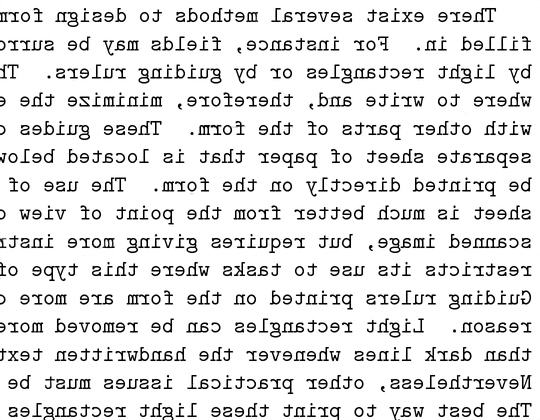 There exist several methods to design form
filled in. For instance, fields may be surro
by light rectangles or by guiding rulers. Th
where to write and, therefore, minimize the
with other parts of the form. These guides
separate sheet of paper that is located below
be printed directly on the form. The use of
sheet is much better from the point of view
scanned image, but requires giving more instr
restricts its use to tasks where this type of
Guiding rulers printed on the form are more
reason. Light rectangles can be removed more
than dark lines whenever the handwritten text
Nevertheless, other practical issues must be
The best way to print these light rectangles